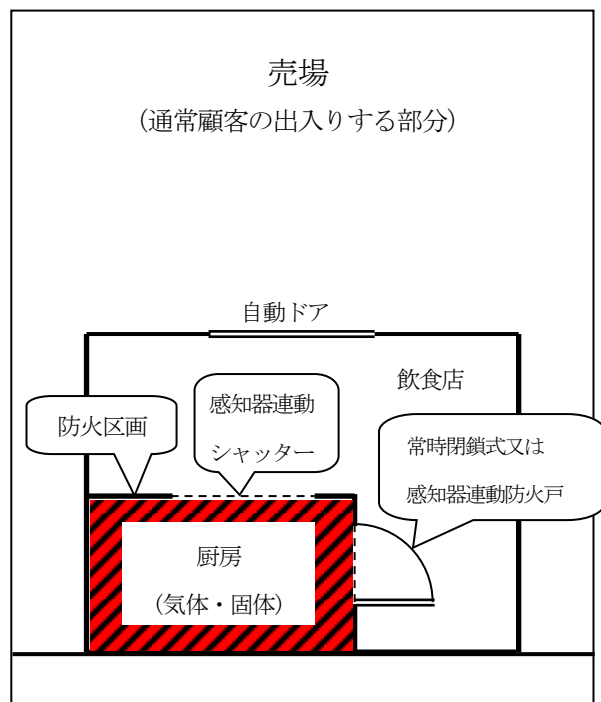 売場
(通常顧客の出入りする部分)
自動ドア
飲食店
防火区画
感知器連動
シャッター
常時閉鎖式又は
感知器連動防火戸
厨房
(気体・固体)